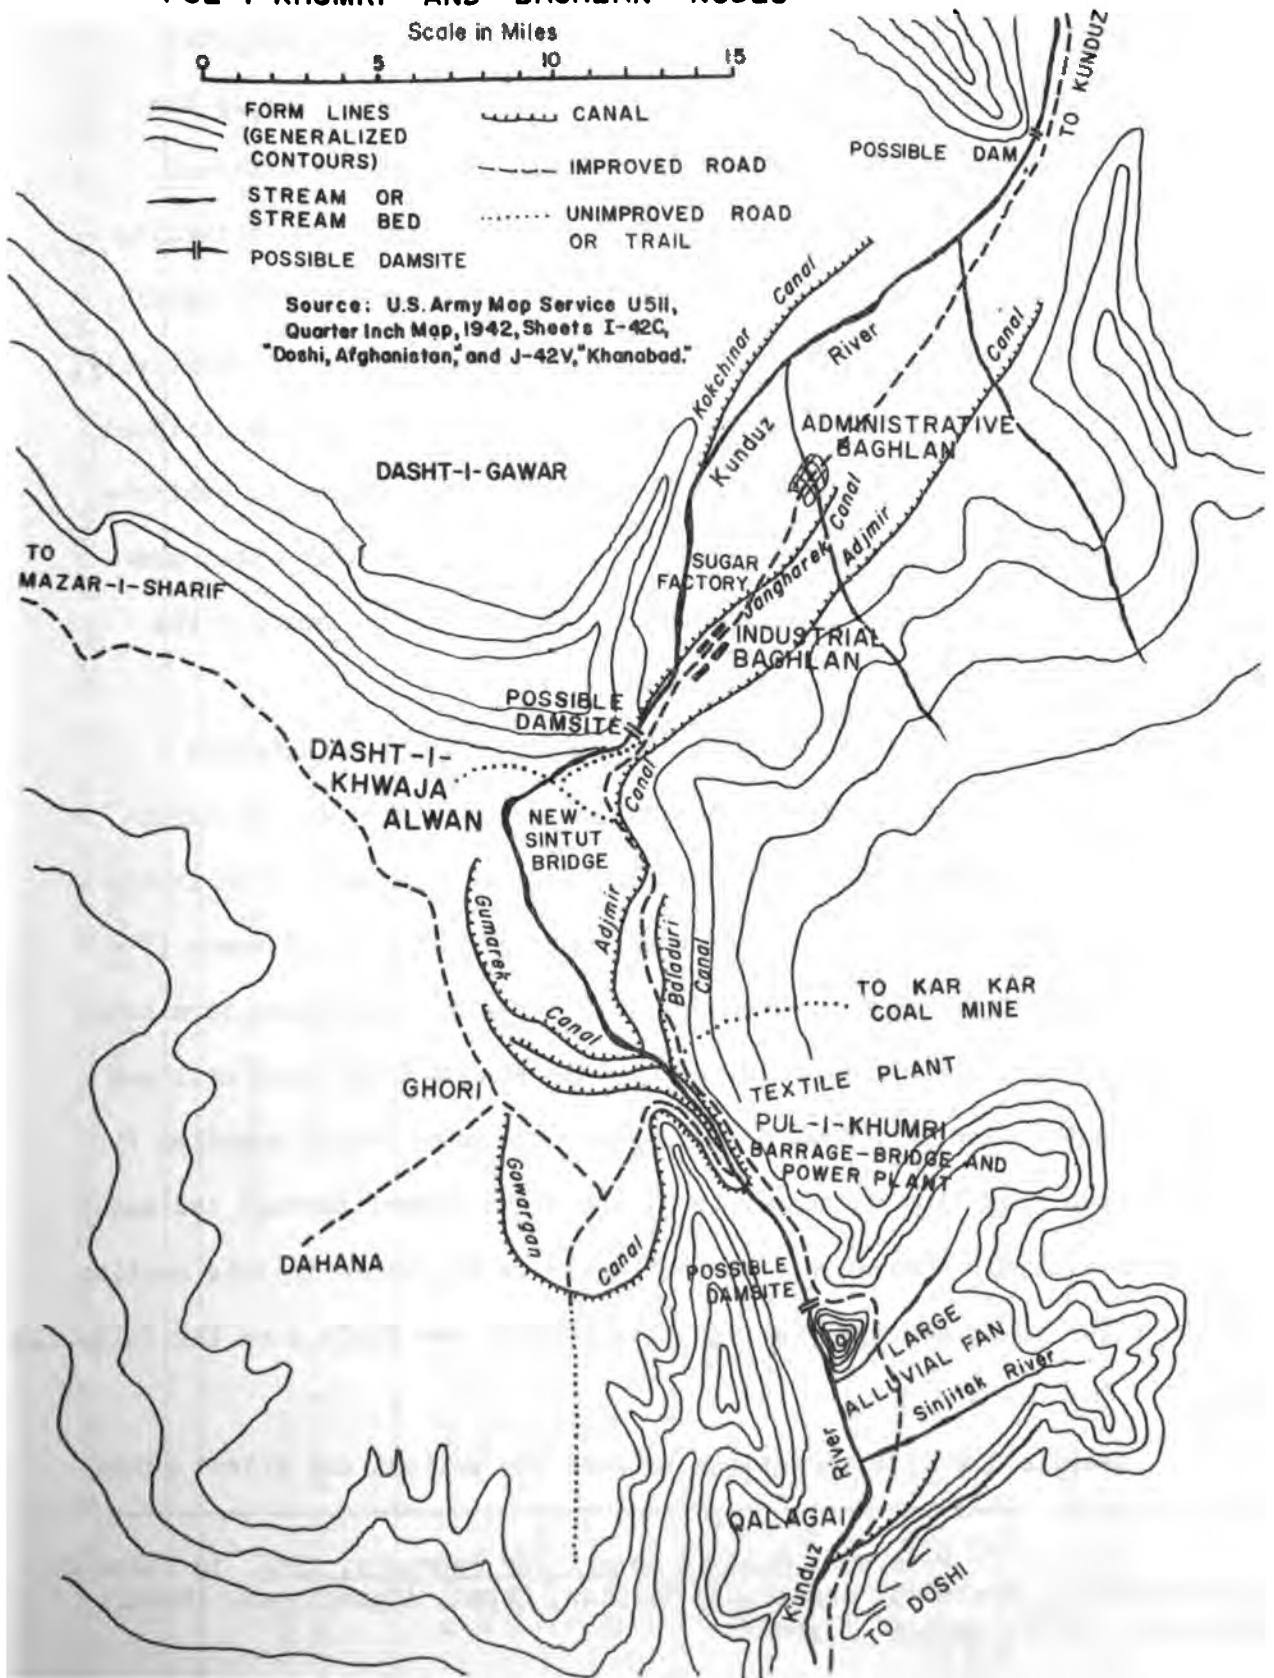 PUL-I-KHUMRI AND BAGHLAN NODES
Scale in Miles
0 5 10 15
FORM LINES
(GENERALIZED
CONTOURS)
STREAM OR
STREAM BED
POSSIBLE DAMSITE
CANAL
IMPROVED ROAD
UNIMPROVED ROAD
OR TRAIL
Source: U.S. Army Map Service U511,
Quarter Inch Map, 1942, Sheets I-42C,
"Doshi, Afghanistan," and J-42V, "Khanabad."
TO KUNDUZ
POSSIBLE DAM
Kokchinar Canal
Kunduz River
Canal
ADMINISTRATIVE
BAGHLAN
DASHT-I-GAWAR
Jangharek Canal
Adjmir
SUGAR
FACTORY
INDUSTRIAL
BAGHLAN
TO
MAZAR-I-SHARIF
POSSIBLE
DAMSITE
DASHT-I-
KHWAJA
ALWAN
NEW
SINTUT
BRIDGE
Canal
Adjmir
Gumarek
Canal
Baladuri
Canal
TO KAR KAR
COAL MINE
GHORI
TEXTILE PLANT
PUL-I-KHUMRI
BARRAGE-BRIDGE AND
POWER PLANT
Gowargan
Canal
DAHANA
POSSIBLE
DAMSITE
LARGE
ALLUVIAL FAN
Sinjitak River
River
QALAGAI
Kunduz
TO DOSHI